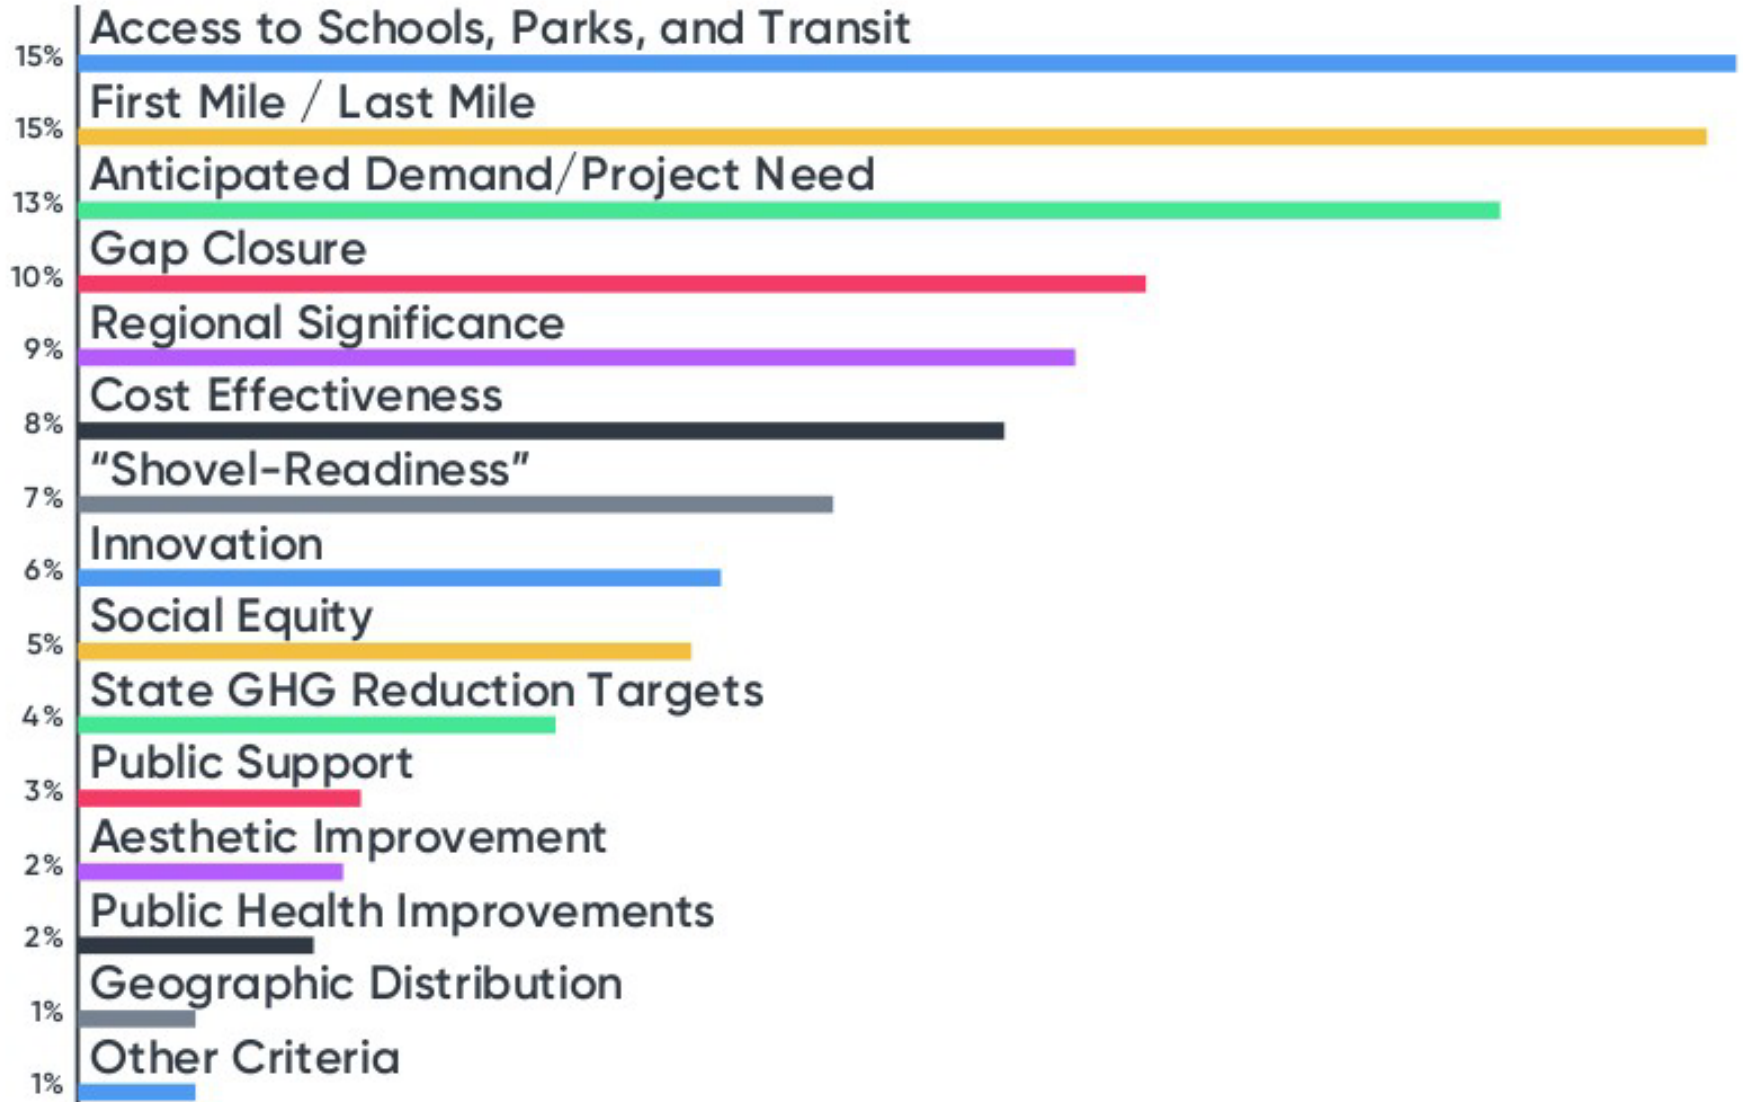 Access to Schools, Parks, and Transit
15%
First Mile / Last Mile
15%
Anticipated Demand/Project Need
13%
Gap Closure
10%
Regional Significance
9%
Cost Effectiveness
8%
“Shovel-Readiness”
7%
Innovation
6%
Social Equity
5%
State GHG Reduction Targets
4%
Public Support
3%
Aesthetic Improvement
2%
Public Health Improvements
2%
Geographic Distribution
1%
Other Criteria
1%